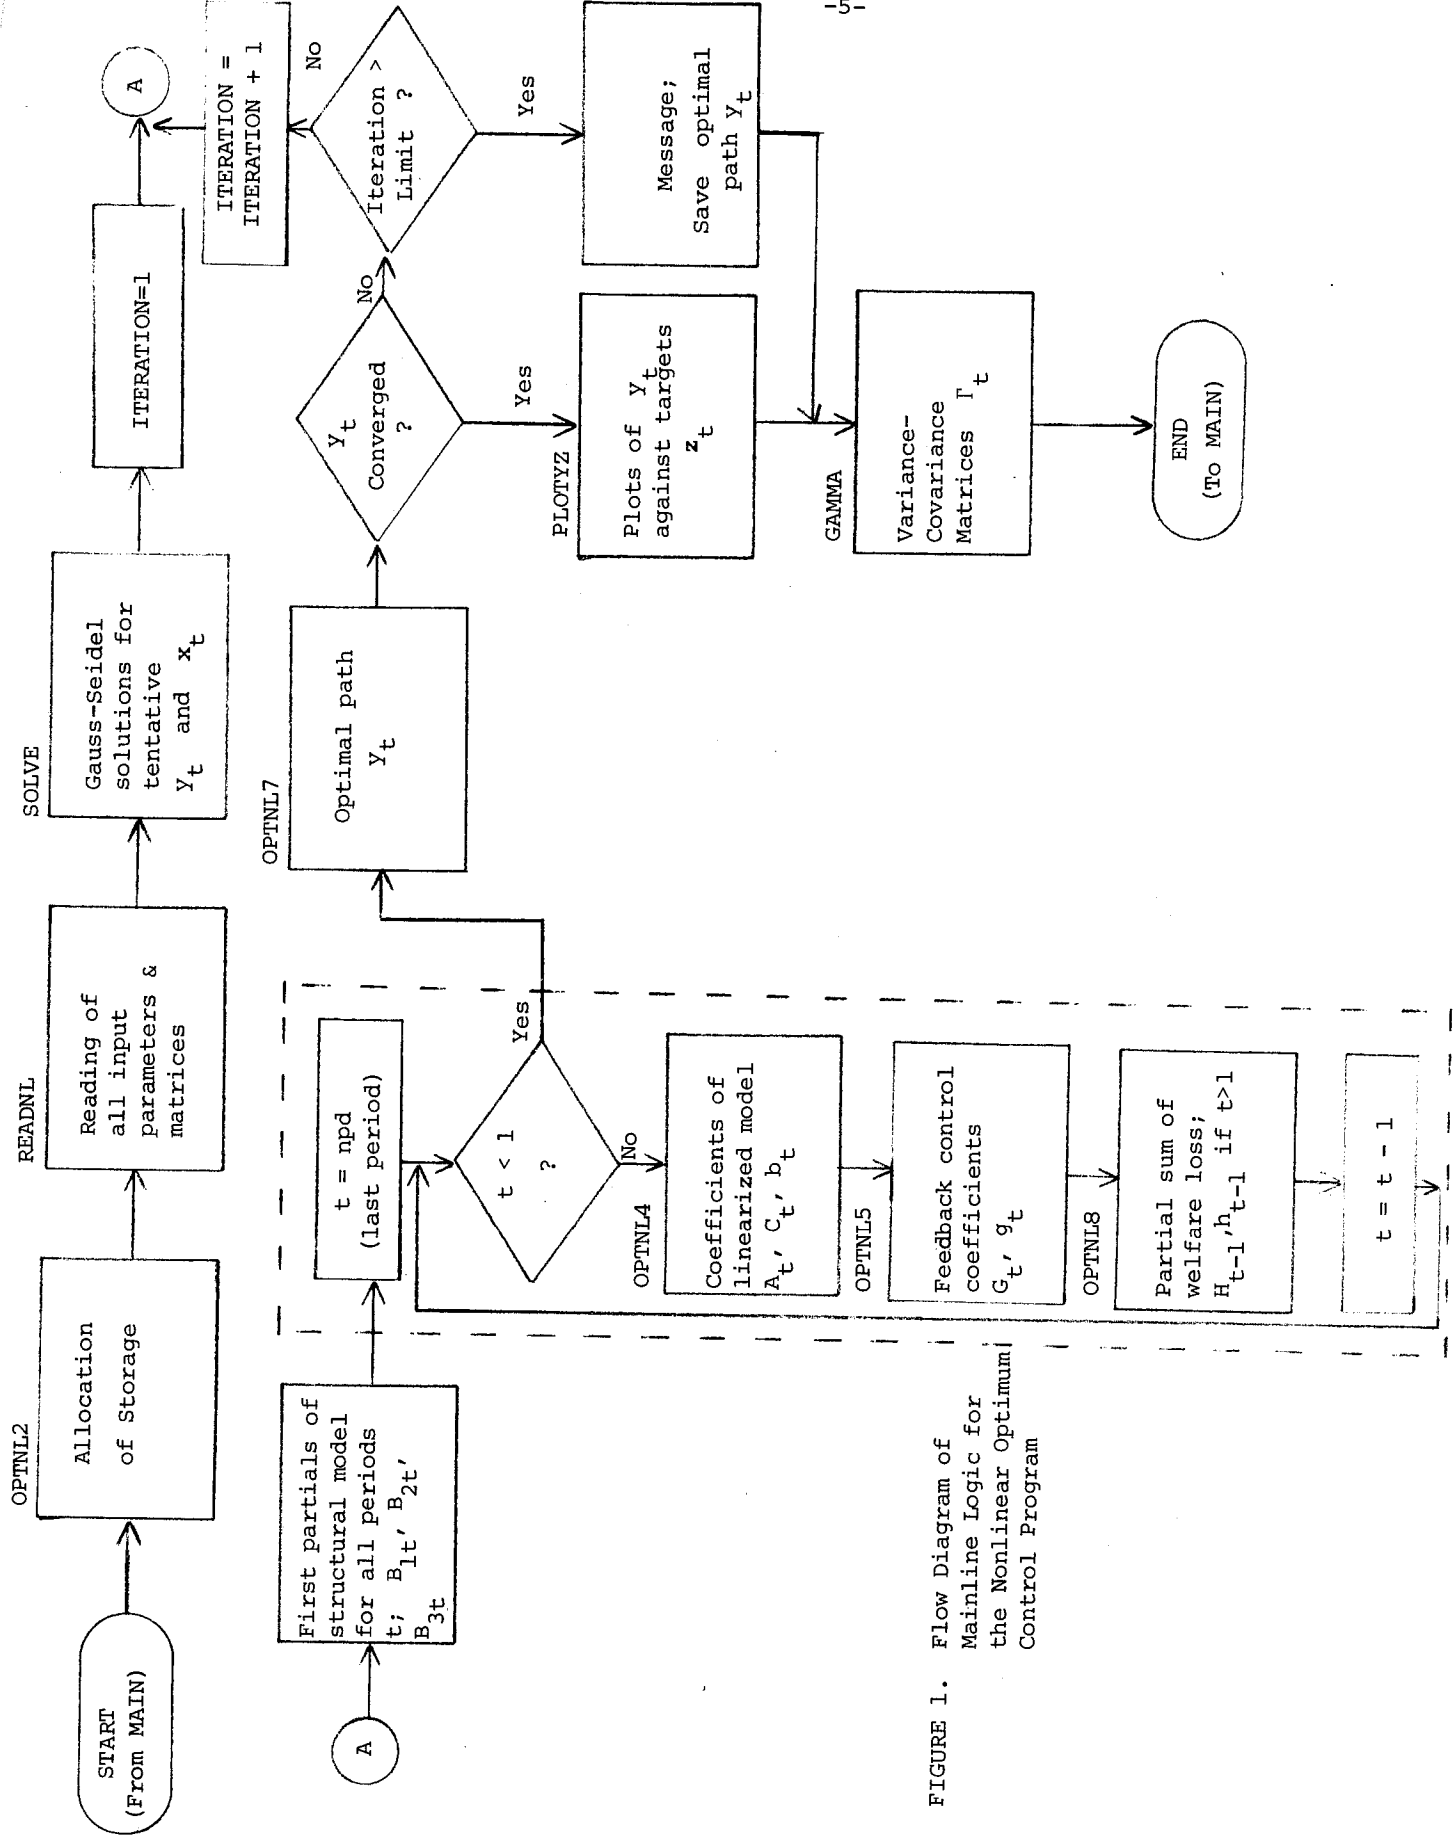 -5-
START
(From MAIN)
OPTNL2
Allocation
of Storage
READNL
Reading of
all input
parameters &
matrices
SOLVE
Gauss-Seidel
solutions for
tentative
y_t and x_t
ITERATION=1
A
ITERATION =
ITERATION + 1
No
A
First partials of
structural model
for all periods
t; B_1t, B_2t,
B_3t
t = npd
(last period)
t < 1
?
Yes
No
OPTNL4
Coefficients of
linearized model
A_t, C_t, b_t
OPTNL5
Feedback control
coefficients
G_t, g_t
OPTNL8
Partial sum of
welfare loss;
H_t-1,h_t-1 if t>1
t = t - 1
OPTNL7
Optimal path
y_t
y_t
Converged
?
No
Yes
Iteration >
Limit ?
Yes
PLOTYZ
Plots of y_t
against targets
z_t
Message;
Save optimal
path y_t
GAMMA
Variance-
Covariance
Matrices Γ_t
END
(To MAIN)
FIGURE 1. Flow Diagram of
Mainline Logic for
the Nonlinear Optimum
Control Program